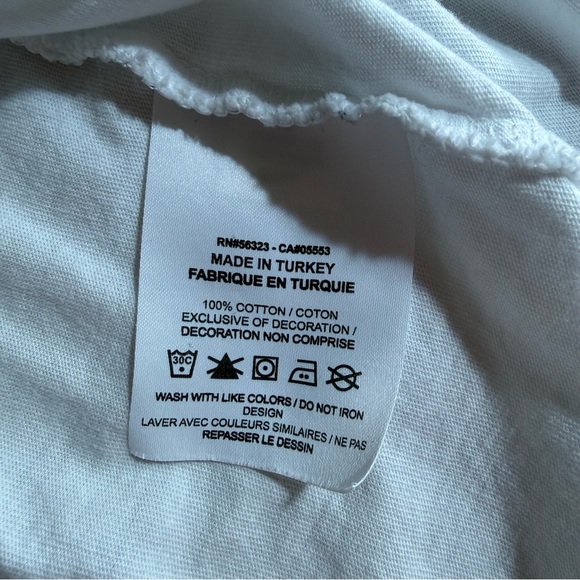 RN#56323 - CA#05553
MADE IN TURKEY
FABRIQUE EN TURQUIE
100% COTTON / COTON
EXCLUSIVE OF DECORATION /
DECORATION NON COMPRISE
30C
WASH WITH LIKE COLORS / DO NOT IRON
DESIGN
LAVER AVEC COULEURS SIMILAIRES / NE PAS
REPASSER LE DESSIN